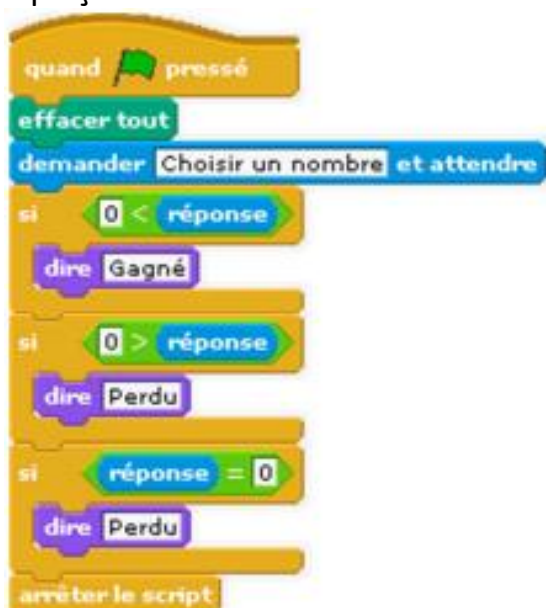 quand pressé
effacer tout
demander Choisir un nombre et attendre
si 0 < réponse
dire Gagné
si 0 > réponse
dire Perdu
si réponse = 0
dire Perdu
arrêter le script